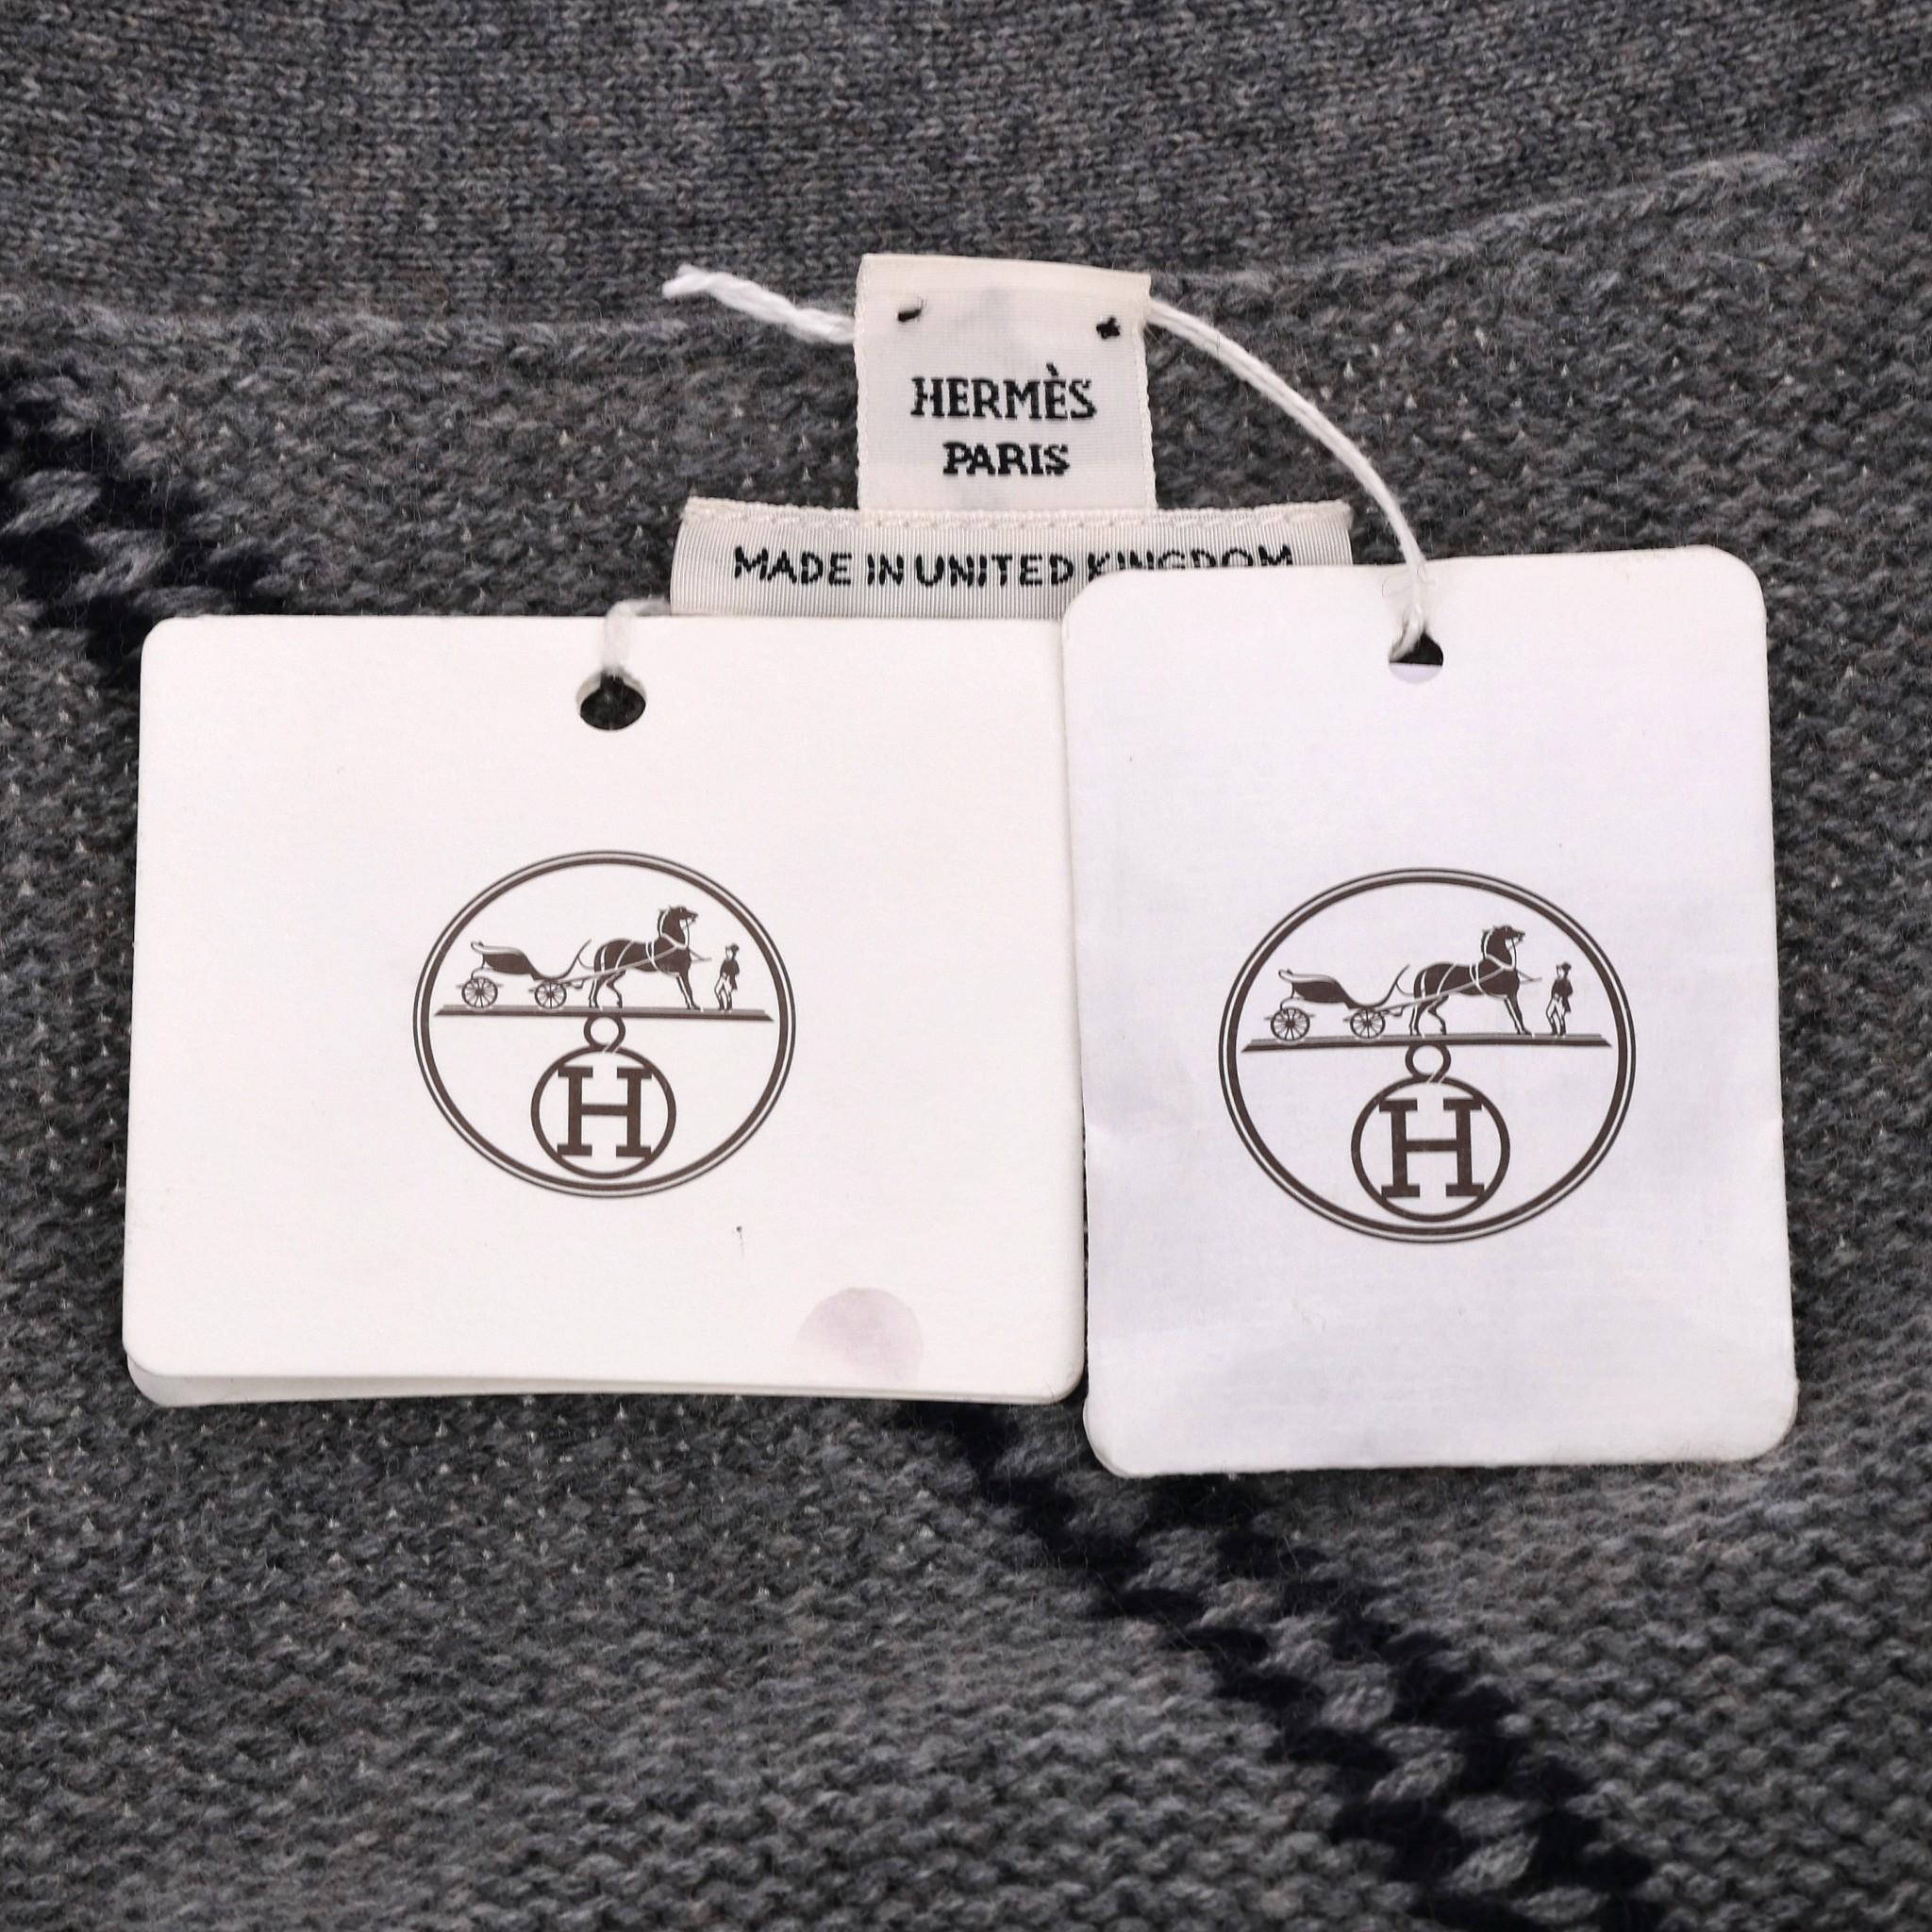 HERMÈS
PARIS
MADE IN UNITED KINGDOM
H
H